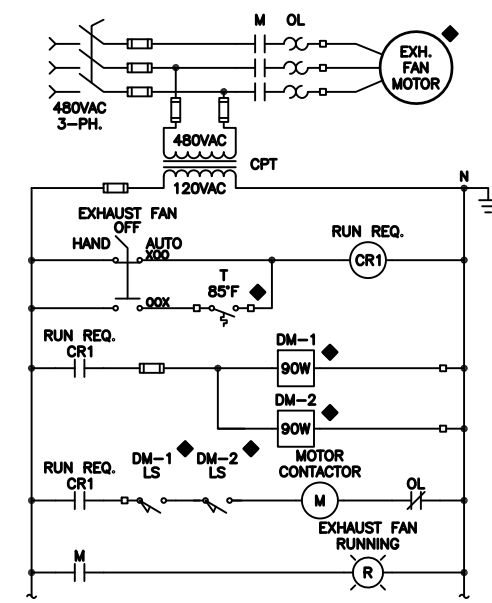 M OL
EXH.
FAN
MOTOR
480VAC
3-PH.
480VAC
CPT
120VAC
N
EXHAUST FAN
OFF
HAND AUTO
XOO
RUN REQ.
CR1
T
85°F
OOX
RUN REQ.
CR1
DM-1
90W
DM-2
90W
RUN REQ.
CR1
DM-1
LS
DM-2
LS
MOTOR
CONTACTOR
M
OL
EXHAUST FAN
RUNNING
M
R